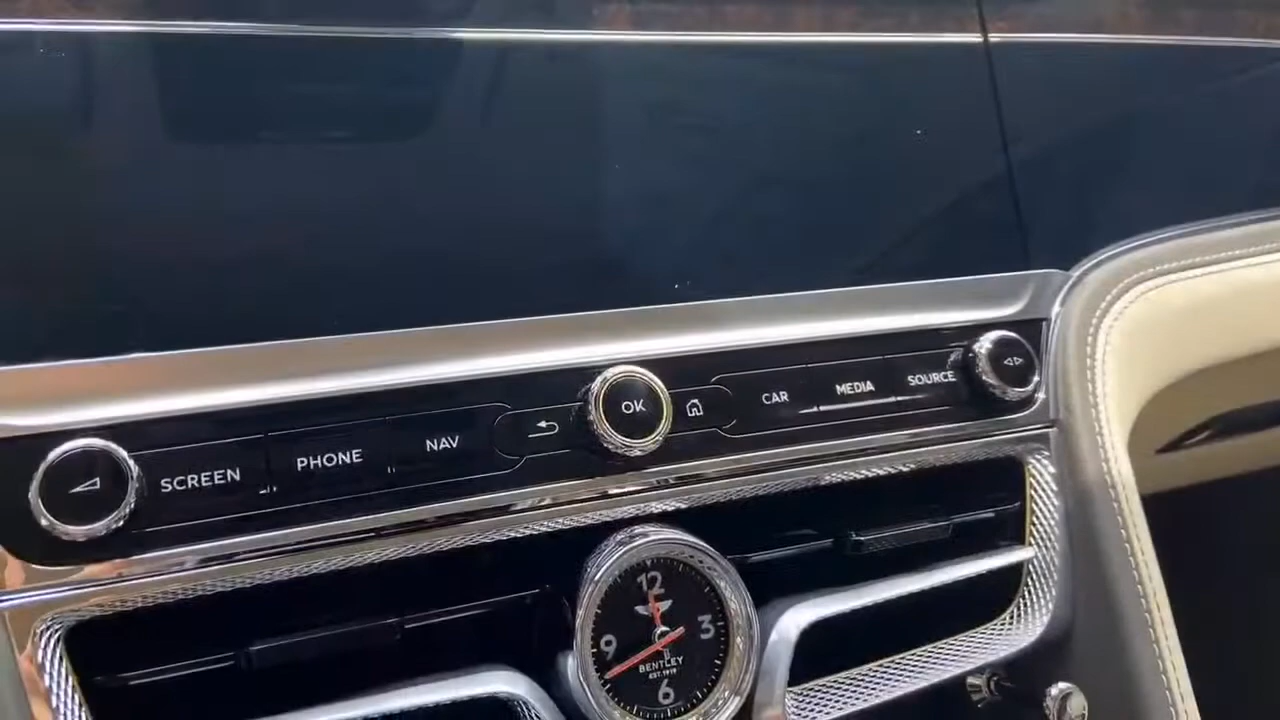 SCREEN
PHONE
NAV
OK
CAR
MEDIA
SOURCE
12
9
3
BENTLEY
EST. 1919
6